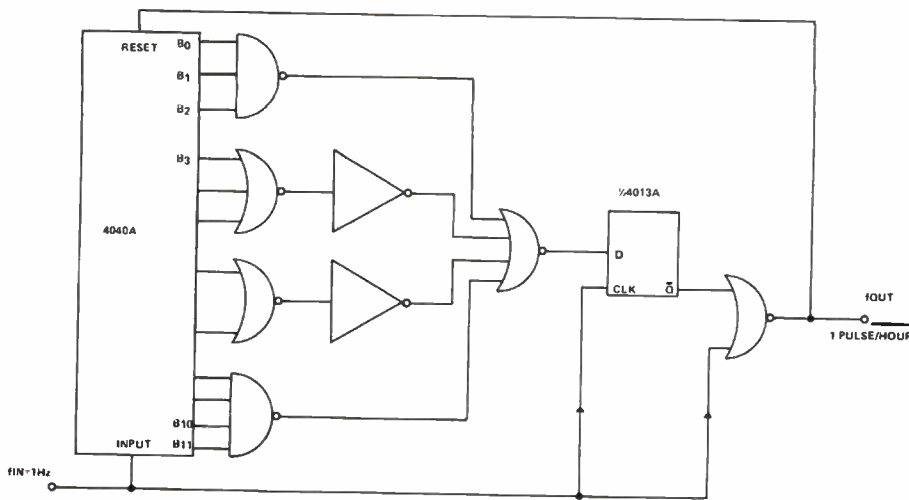 RESET
B0
B1
B2
B3
4040A
B10
INPUT
B11
½4013A
D
CLK
Q̅
fOUT
1 PULSE/HOUR
fIN=1Hz